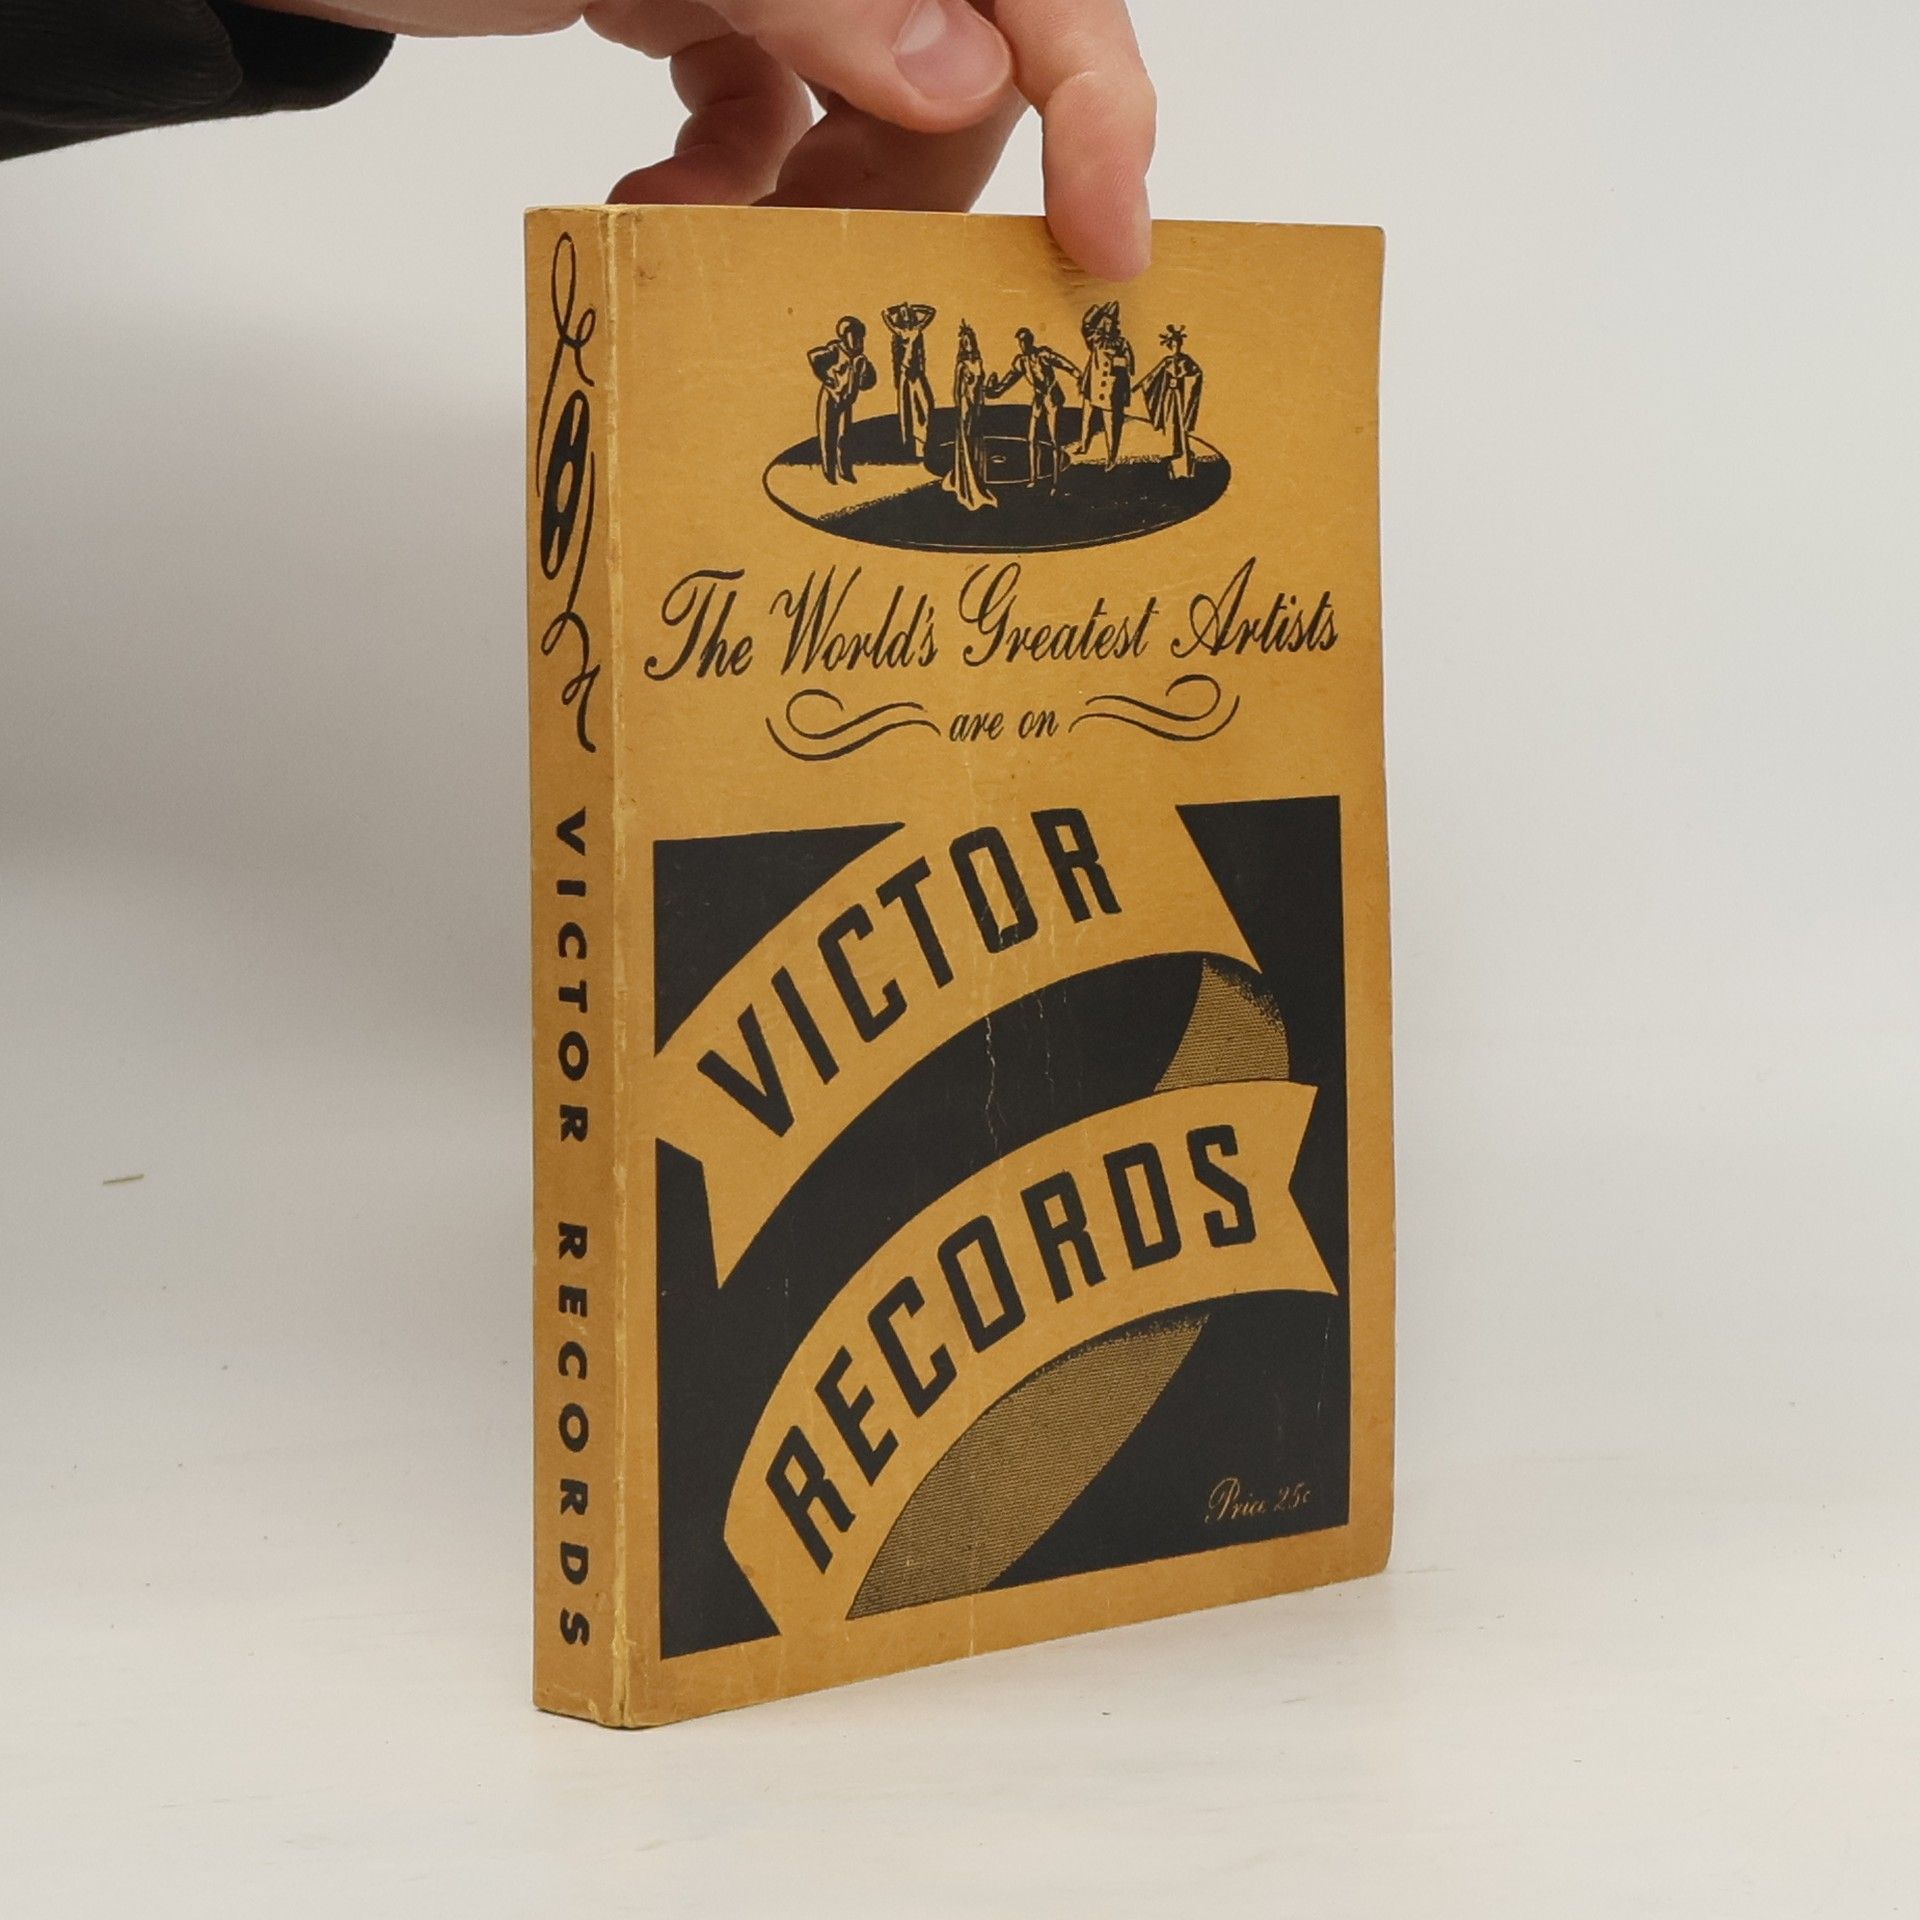 VICTOR RECORDS
The World's Greatest Artists
are on
VICTOR
RECORDS
Price 25c